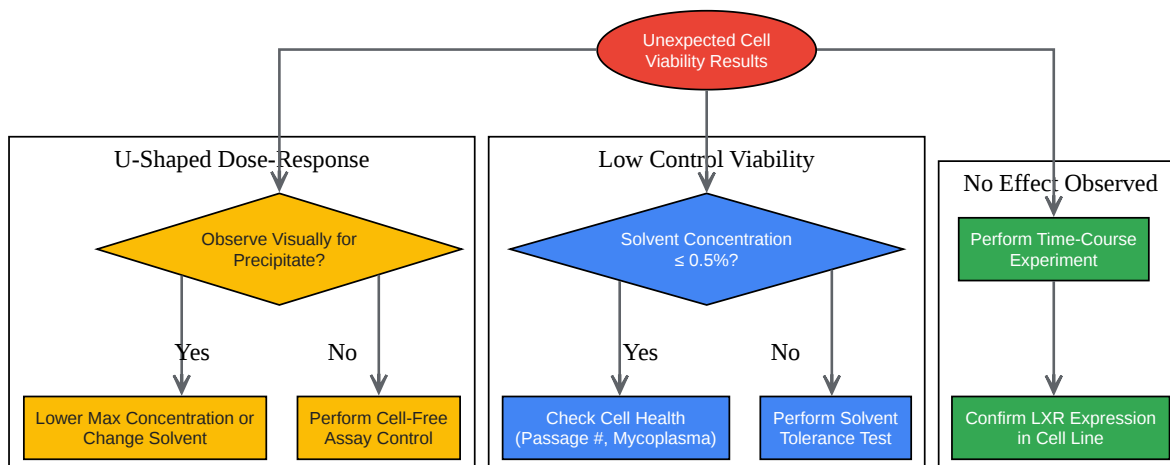 Unexpected Cell
Viability Results
U-Shaped Dose-Response
Observe Visually for
Precipitate?
Yes
No
Lower Max Concentration or
Change Solvent
Perform Cell-Free
Assay Control
Low Control Viability
Solvent Concentration
≤ 0.5%?
Yes
No
Check Cell Health
(Passage #, Mycoplasma)
Perform Solvent
Tolerance Test
No Effect Observed
Perform Time-Course
Experiment
Confirm LXR Expression
in Cell Line